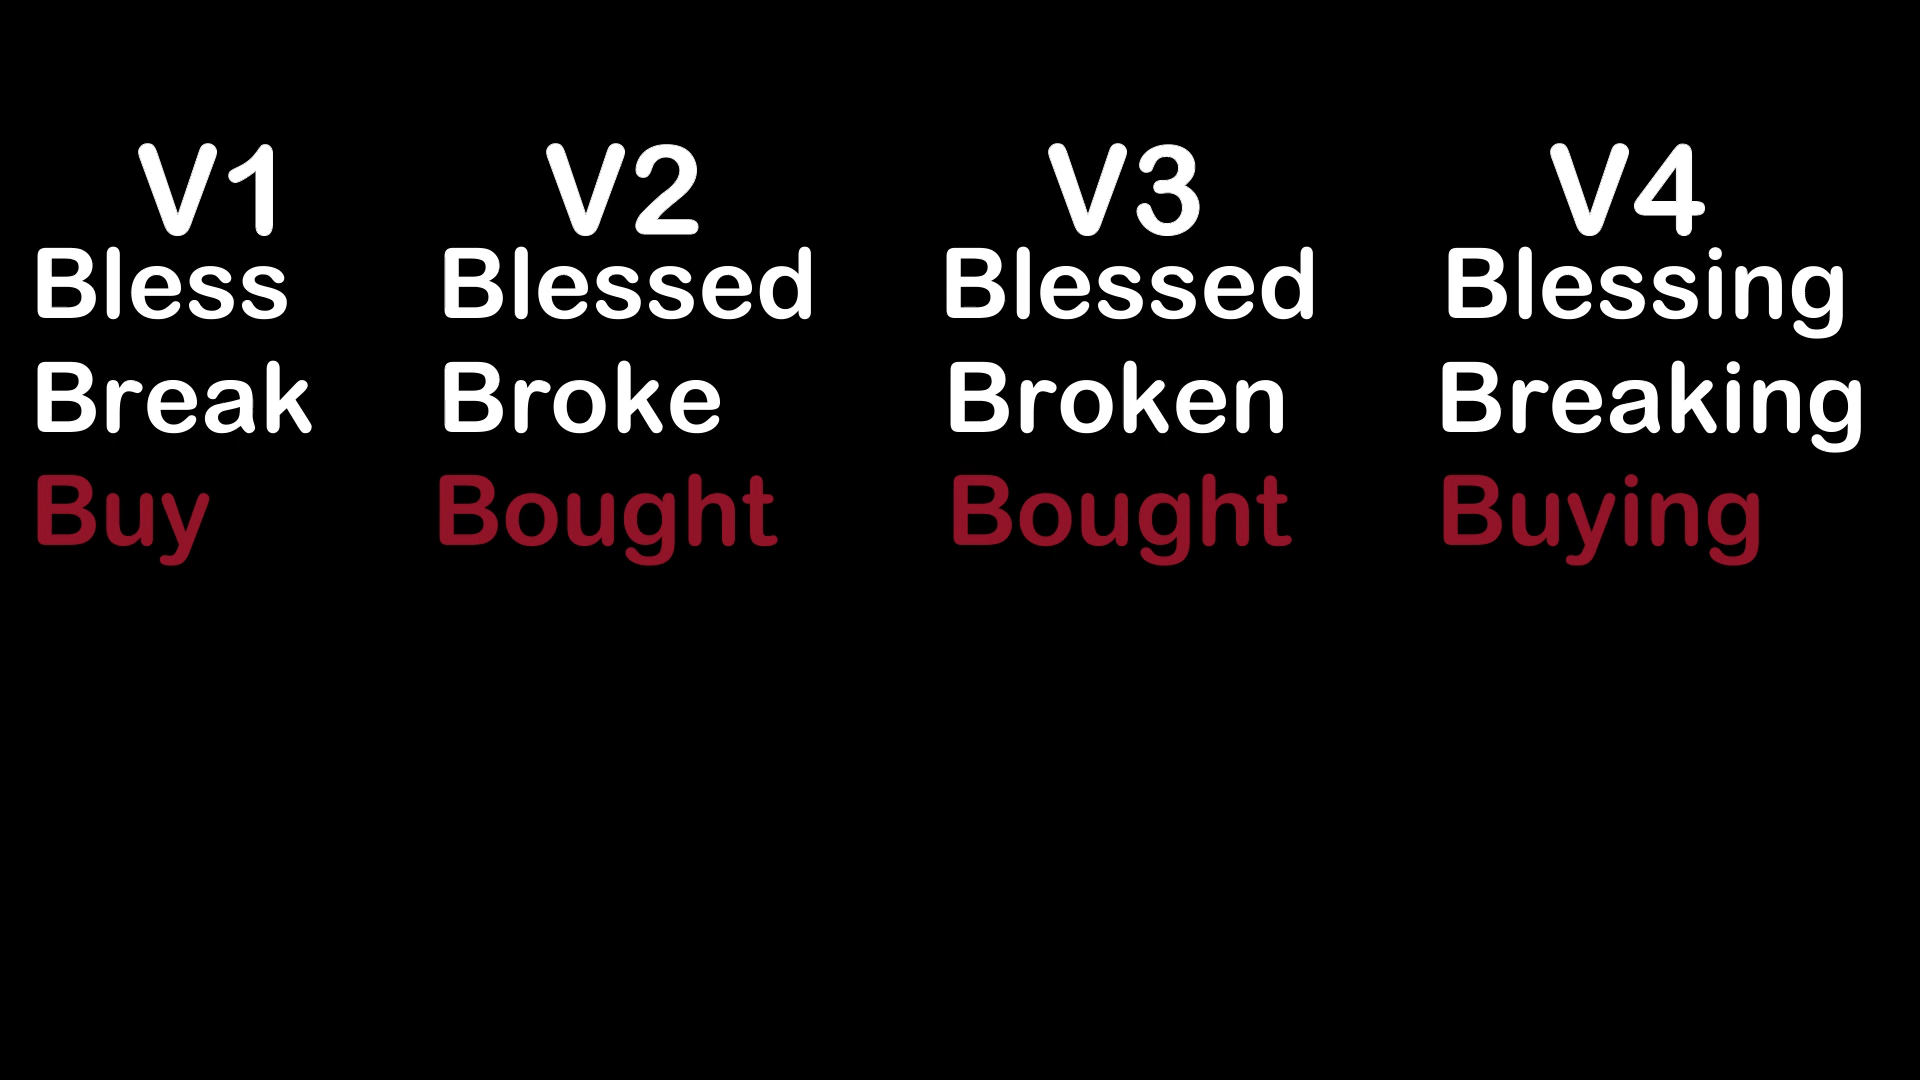 V1 V2 V3 V4
Bless Blessed Blessed Blessing
Break Broke Broken Breaking
Buy Bought Bought Buying